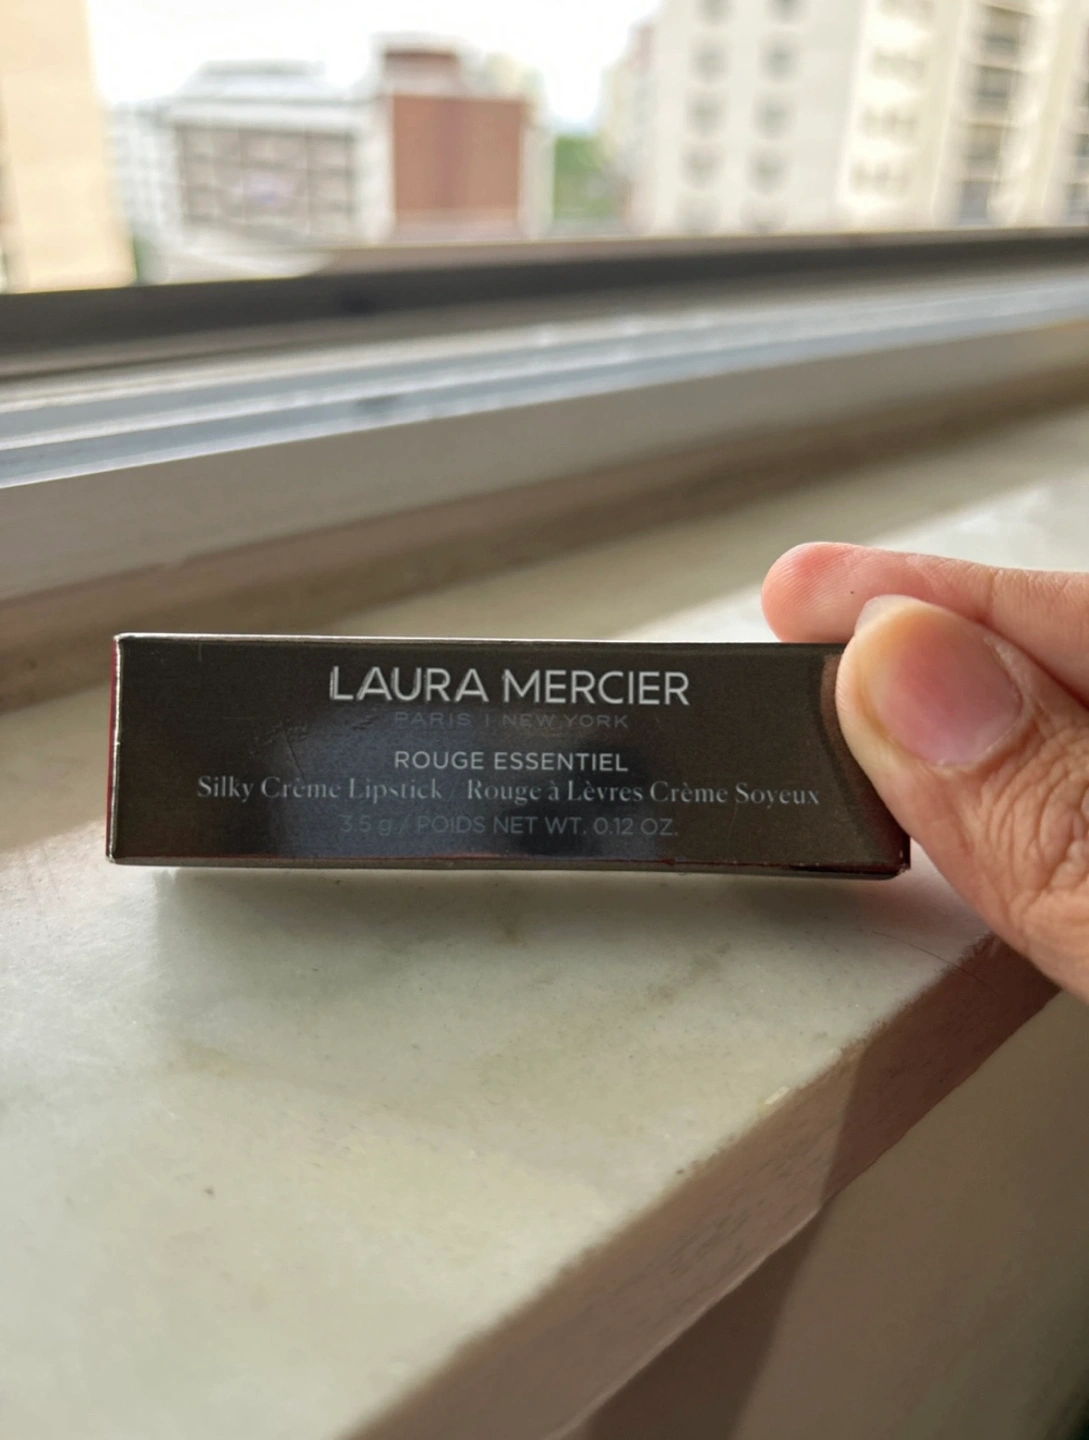 LAURA MERCIER
PARIS | NEW YORK
ROUGE ESSENTIEL
Silky Crème Lipstick / Rouge à Lèvres Crème Soyeux
3.5 g / POIDS NET WT. 0.12 OZ.